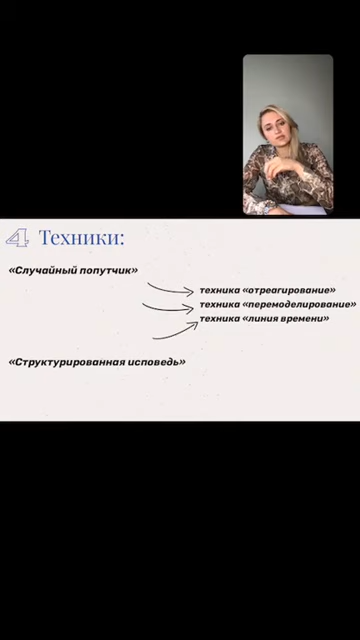 4 Техники:
«Случайный попутчик»
техника «отреагирование»
техника «перемоделирование»
техника «линия времени»
«Структурированная исповедь»